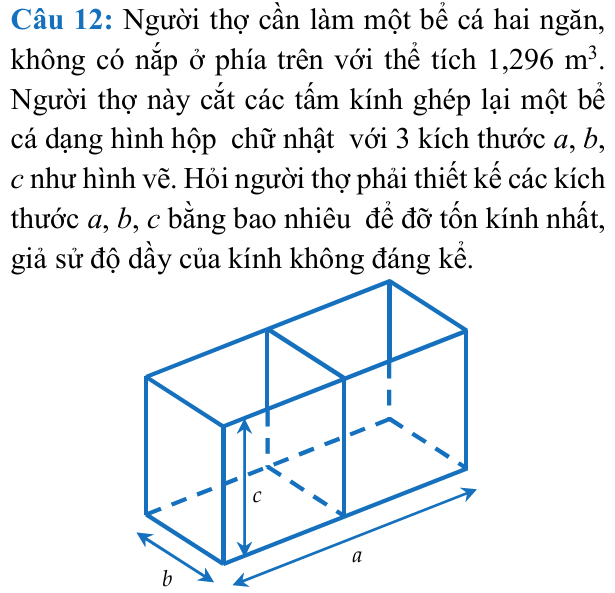 Câu 12: Người thợ cần làm một bể cá hai ngăn,
không có nắp ở phía trên với thể tích 1,296 m³.
Người thợ này cắt các tấm kính ghép lại một bể
cá dạng hình hộp chữ nhật với 3 kích thước a, b,
c như hình vẽ. Hỏi người thợ phải thiết kế các kích
thước a, b, c bằng bao nhiêu để đỡ tốn kính nhất,
giả sử độ dầy của kính không đáng kể.
c
a
b